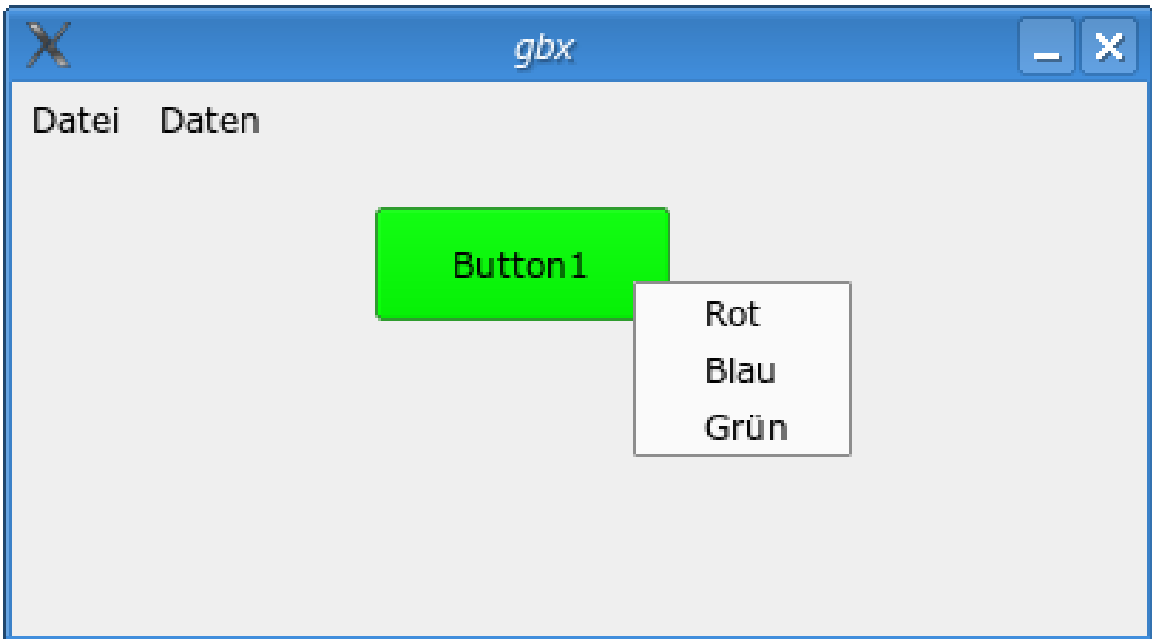 gbx
Datei Daten
Button1
Rot
Blau
Grün